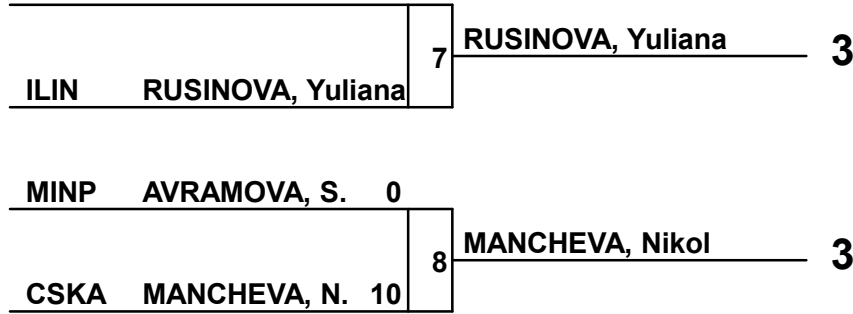 7 RUSINOVA, Yuliana 3
ILIN RUSINOVA, Yuliana
MINP AVRAMOVA, S. 0
8 MANCHEVA, Nikol 3
CSKA MANCHEVA, N. 10